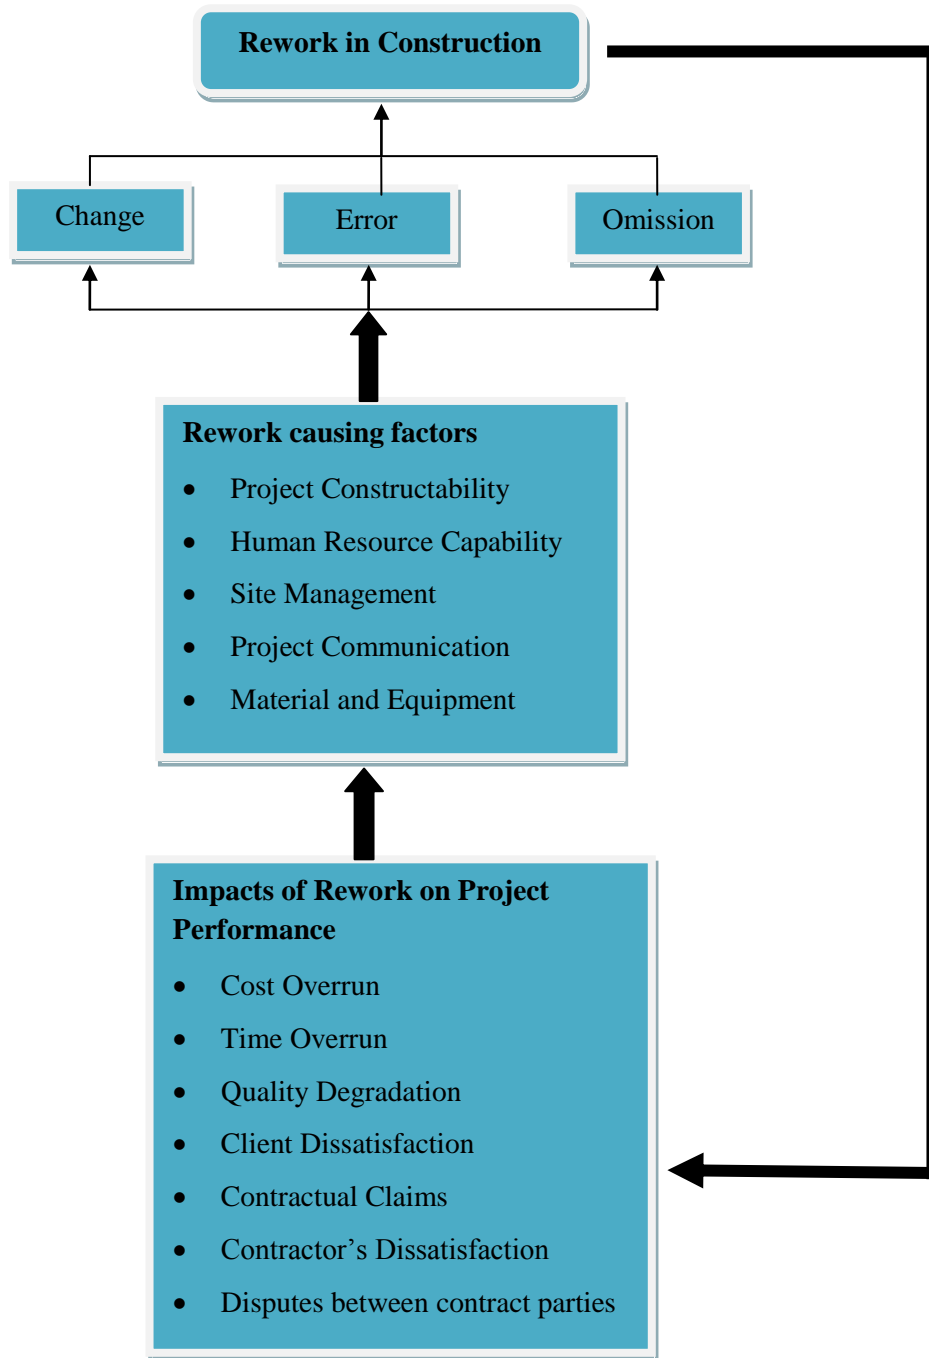 Rework in Construction
Change
Error
Omission
Rework causing factors
• Project Constructability
• Human Resource Capability
• Site Management
• Project Communication
• Material and Equipment
Impacts of Rework on Project
Performance
• Cost Overrun
• Time Overrun
• Quality Degradation
• Client Dissatisfaction
• Contractual Claims
• Contractor’s Dissatisfaction
• Disputes between contract parties